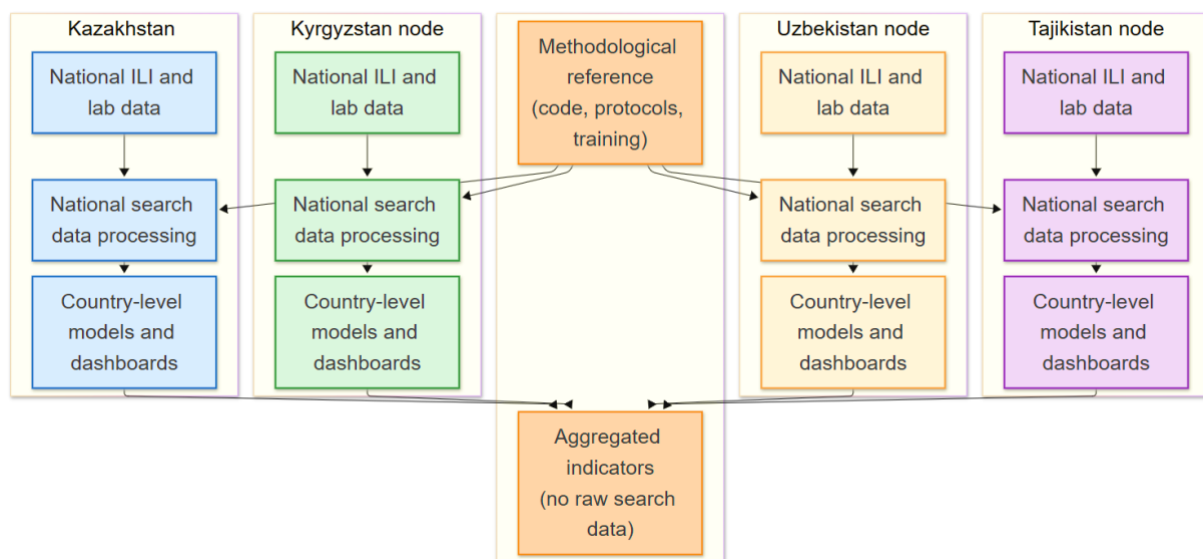 Kazakhstan
National ILI and
lab data
National search
data processing
Country-level
models and
dashboards
Kyrgyzstan node
National ILI and
lab data
National search
data processing
Country-level
models and
dashboards
Methodological
reference
(code, protocols,
training)
Aggregated
indicators
(no raw search
data)
Uzbekistan node
National ILI and
lab data
National search
data processing
Country-level
models and
dashboards
Tajikistan node
National ILI and
lab data
National search
data processing
Country-level
models and
dashboards